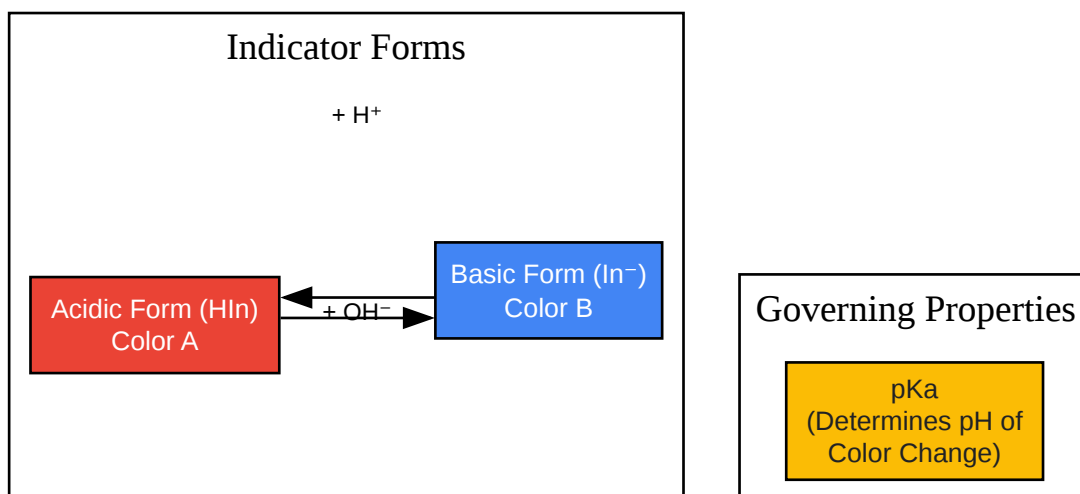 Indicator Forms
+ H⁺
Acidic Form (HIn)
Color A
+ OH⁻
Basic Form (In⁻)
Color B
Governing Properties
pKa
(Determines pH of
Color Change)